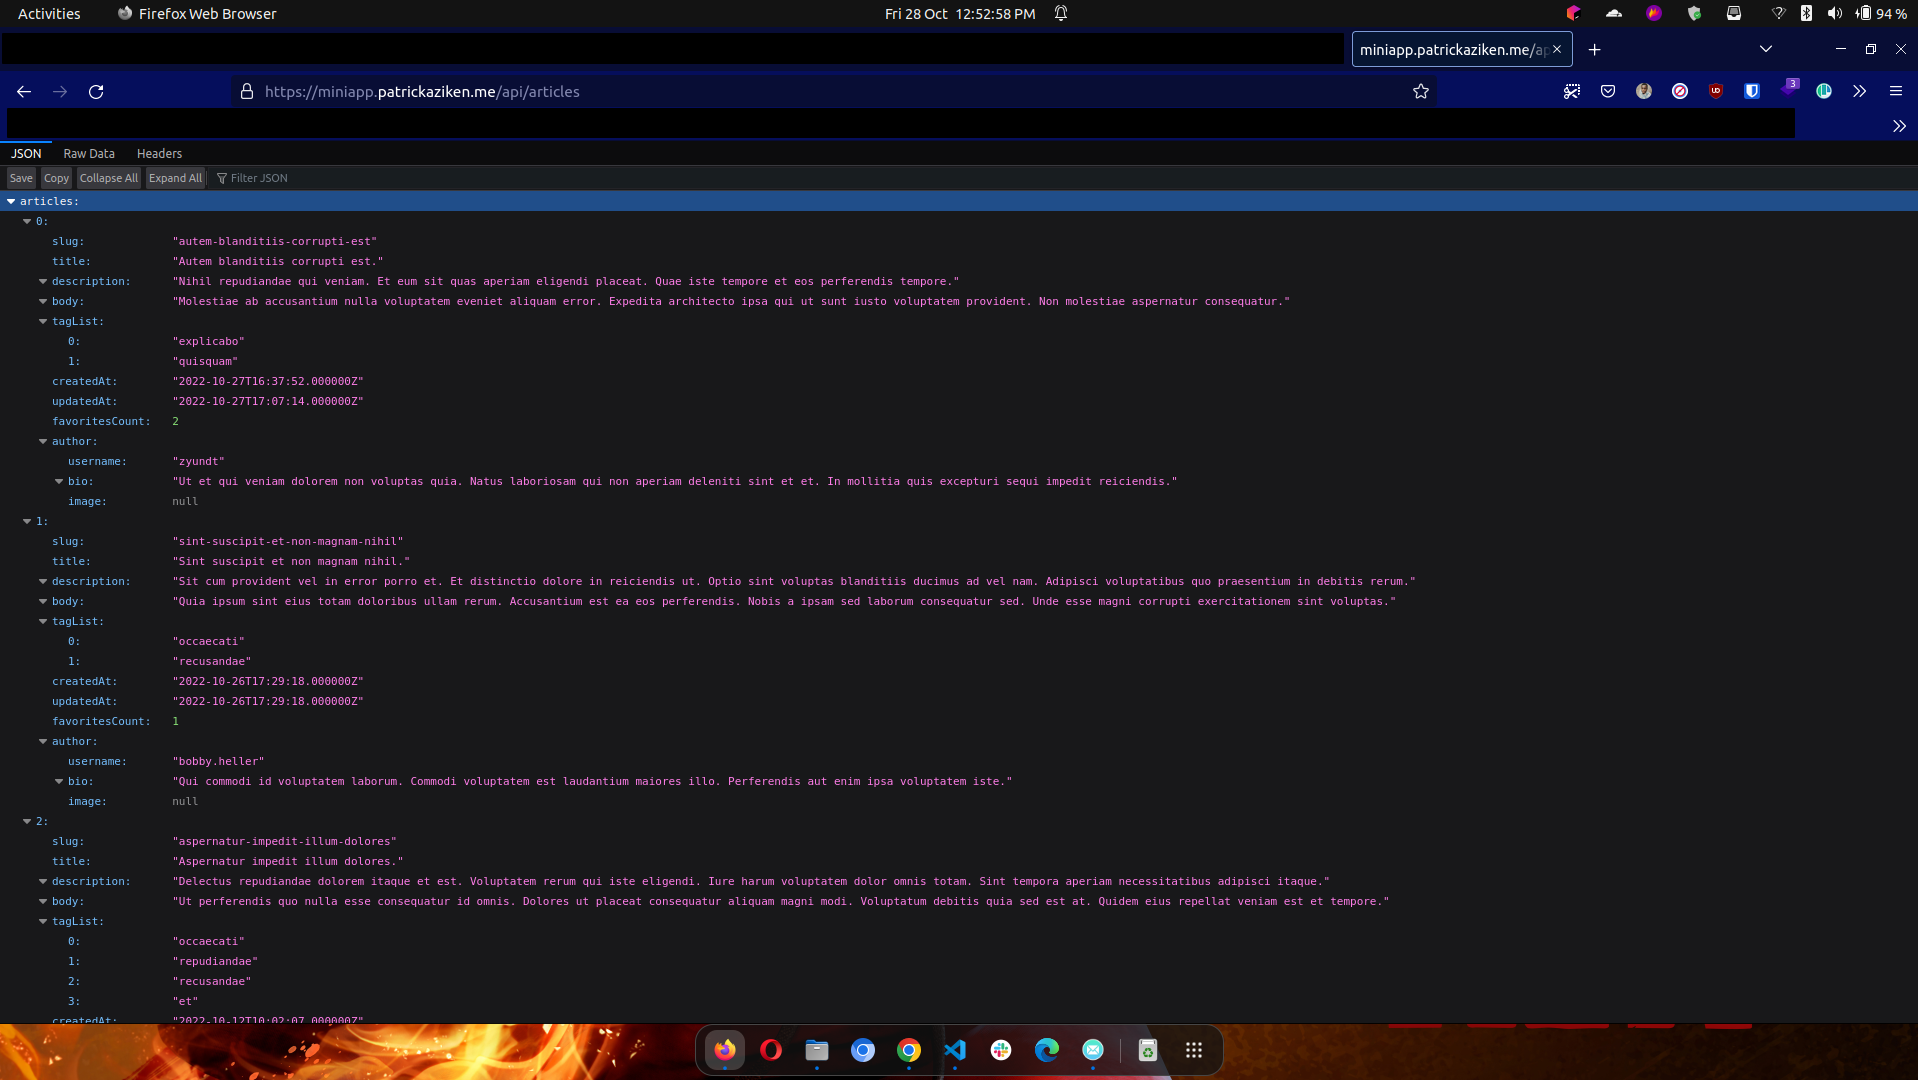 Activities Firefox Web Browser Fri 28 Oct 12:52:58 PM 94 %
miniapp.patrickaziken.me/ap
https://miniapp.patrickaziken.me/api/articles 3
JSON Raw Data Headers
Save Copy Collapse All Expand All Filter JSON
articles:
0:
slug: "autem-blanditiis-corrupti-est"
title: "Autem blanditiis corrupti est."
description: "Nihil repudiandae qui veniam. Et eum sit quas aperiam eligendi placeat. Quae iste tempore et eos perferendis tempore."
body: "Molestiae ab accusantium nulla voluptatem eveniet aliquam error. Expedita architecto ipsa qui ut sunt iusto voluptatem provident. Non molestiae aspernatur consequatur."
tagList:
0: "explicabo"
1: "quisquam"
createdAt: "2022-10-27T16:37:52.000000Z"
updatedAt: "2022-10-27T17:07:14.000000Z"
favoritesCount: 2
author:
username: "zyundt"
bio: "Ut et qui veniam dolorem non voluptas quia. Natus laboriosam qui non aperiam deleniti sint et et. In mollitia quis excepturi sequi impedit reiciendis."
image: null
1:
slug: "sint-suscipit-et-non-magnam-nihil"
title: "Sint suscipit et non magnam nihil."
description: "Sit cum provident vel in error porro et. Et distinctio dolore in reiciendis ut. Optio sint voluptas blanditiis ducimus ad vel nam. Adipisci voluptatibus quo praesentium in debitis rerum."
body: "Quia ipsum sint eius totam doloribus ullam rerum. Accusantium est ea eos perferendis. Nobis a ipsam sed laborum consequatur sed. Unde esse magni corrupti exercitationem sint voluptas."
tagList:
0: "occaecati"
1: "recusandae"
createdAt: "2022-10-26T17:29:18.000000Z"
updatedAt: "2022-10-26T17:29:18.000000Z"
favoritesCount: 1
author:
username: "bobby.heller"
bio: "Qui commodi id voluptatem laborum. Commodi voluptatem est laudantium maiores illo. Perferendis aut enim ipsa voluptatem iste."
image: null
2:
slug: "aspernatur-impedit-illum-dolores"
title: "Aspernatur impedit illum dolores."
description: "Delectus repudiandae dolorem itaque et est. Voluptatem rerum qui iste eligendi. Iure harum voluptatem dolor omnis totam. Sint tempora aperiam necessitatibus adipisci itaque."
body: "Ut perferendis quo nulla esse consequatur id omnis. Dolores ut placeat consequatur aliquam magni modi. Voluptatum debitis quia sed est at. Quidem eius repellat veniam est et tempore."
tagList:
0: "occaecati"
1: "repudiandae"
2: "recusandae"
3: "et"
createdAt: "2022-10-12T10:02:07.000000Z"